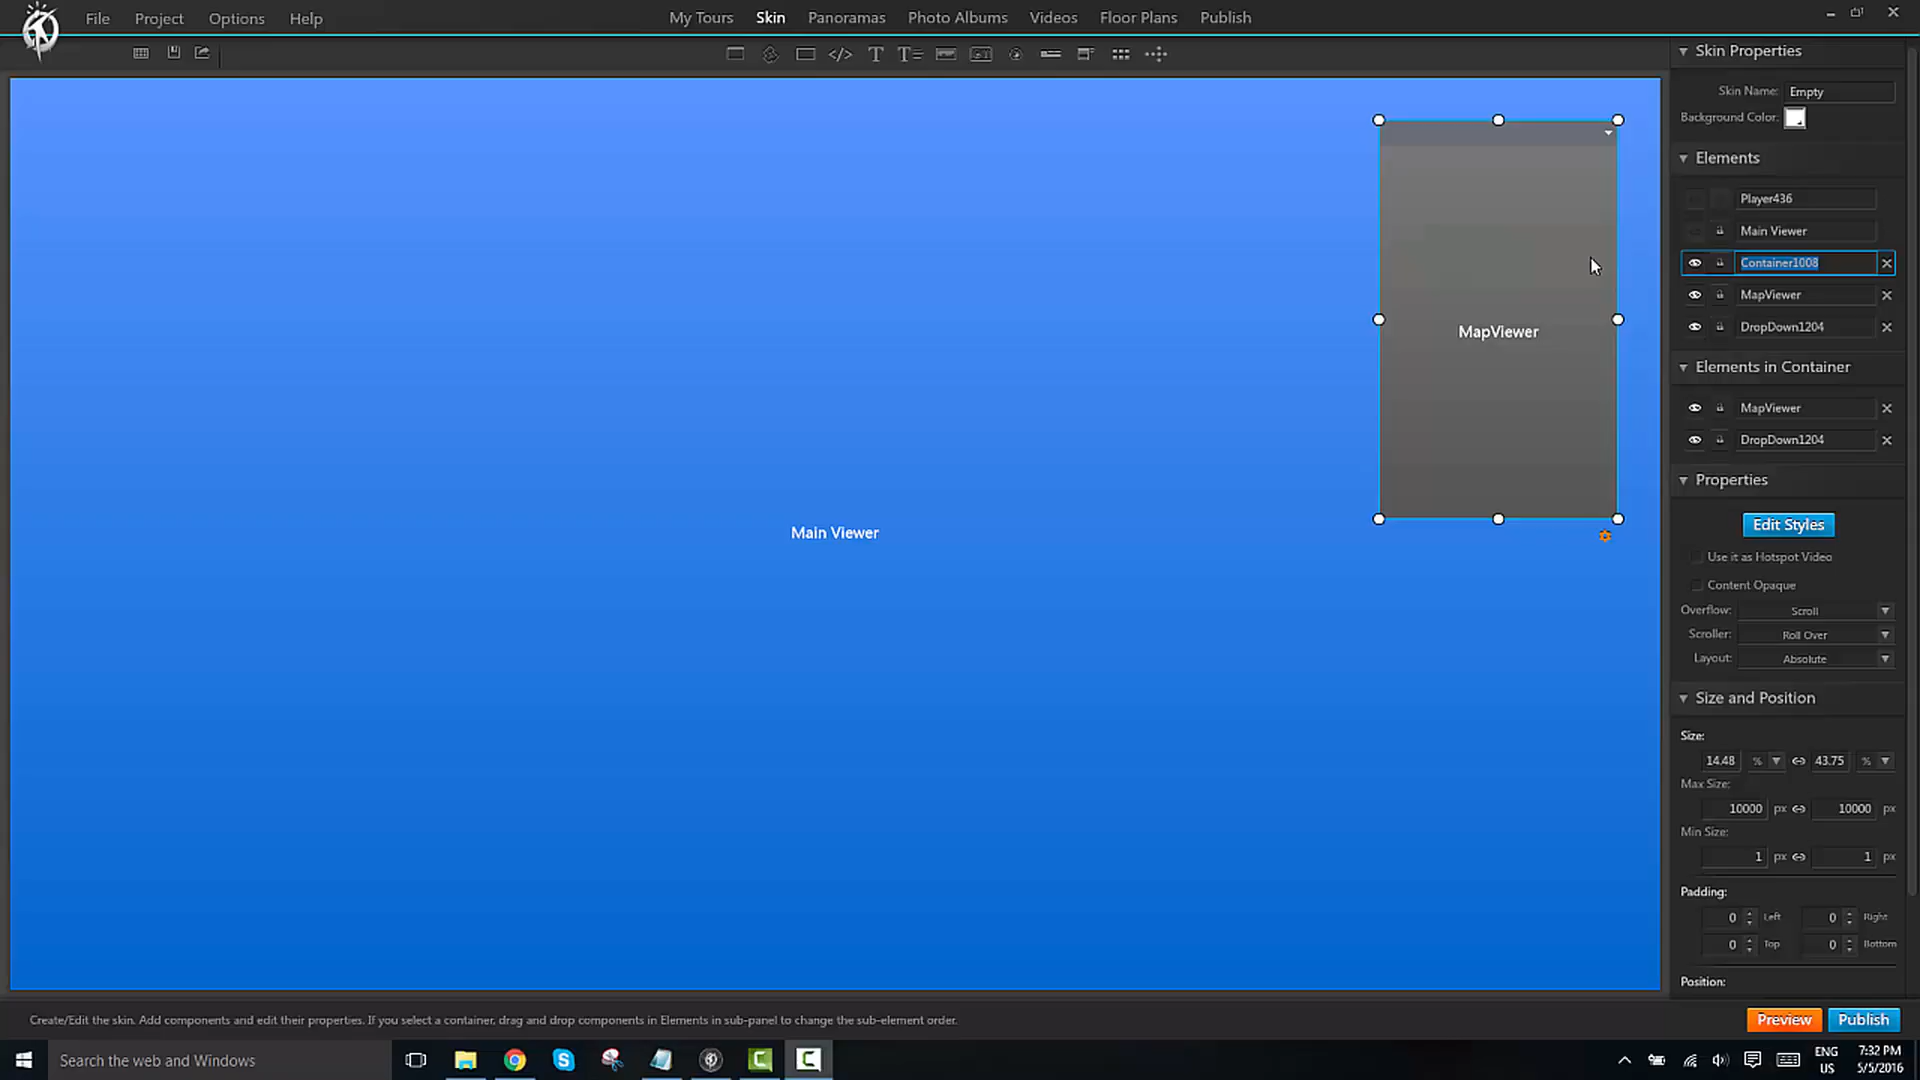 File Project Options Help My Tours Skin Panoramas Photo Albums Videos Floor Plans Publish
Skin Properties
Skin Name: Empty
Background Color:
Elements
Player436
Main Viewer
Container1008
MapViewer
DropDown1204
Elements in Container
MapViewer
DropDown1204
Properties
Edit Styles
Use it as Hotspot Video
Content Opaque
Overflow: Scroll
Scroller: Roll Over
Layout: Absolute
Size and Position
Size:
14.48 % 43.75 %
Max Size:
10000 px 10000 px
Min Size:
1 px 1 px
Padding:
0 Left 0 Right
0 Top 0 Bottom
Position:
MapViewer
Main Viewer
Create/Edit the skin. Add components and edit their properties. If you select a container, drag and drop components in Elements in sub-panel to change the sub-element order.
Preview Publish
Search the web and Windows
ENG
US
7:32 PM
5/5/2016